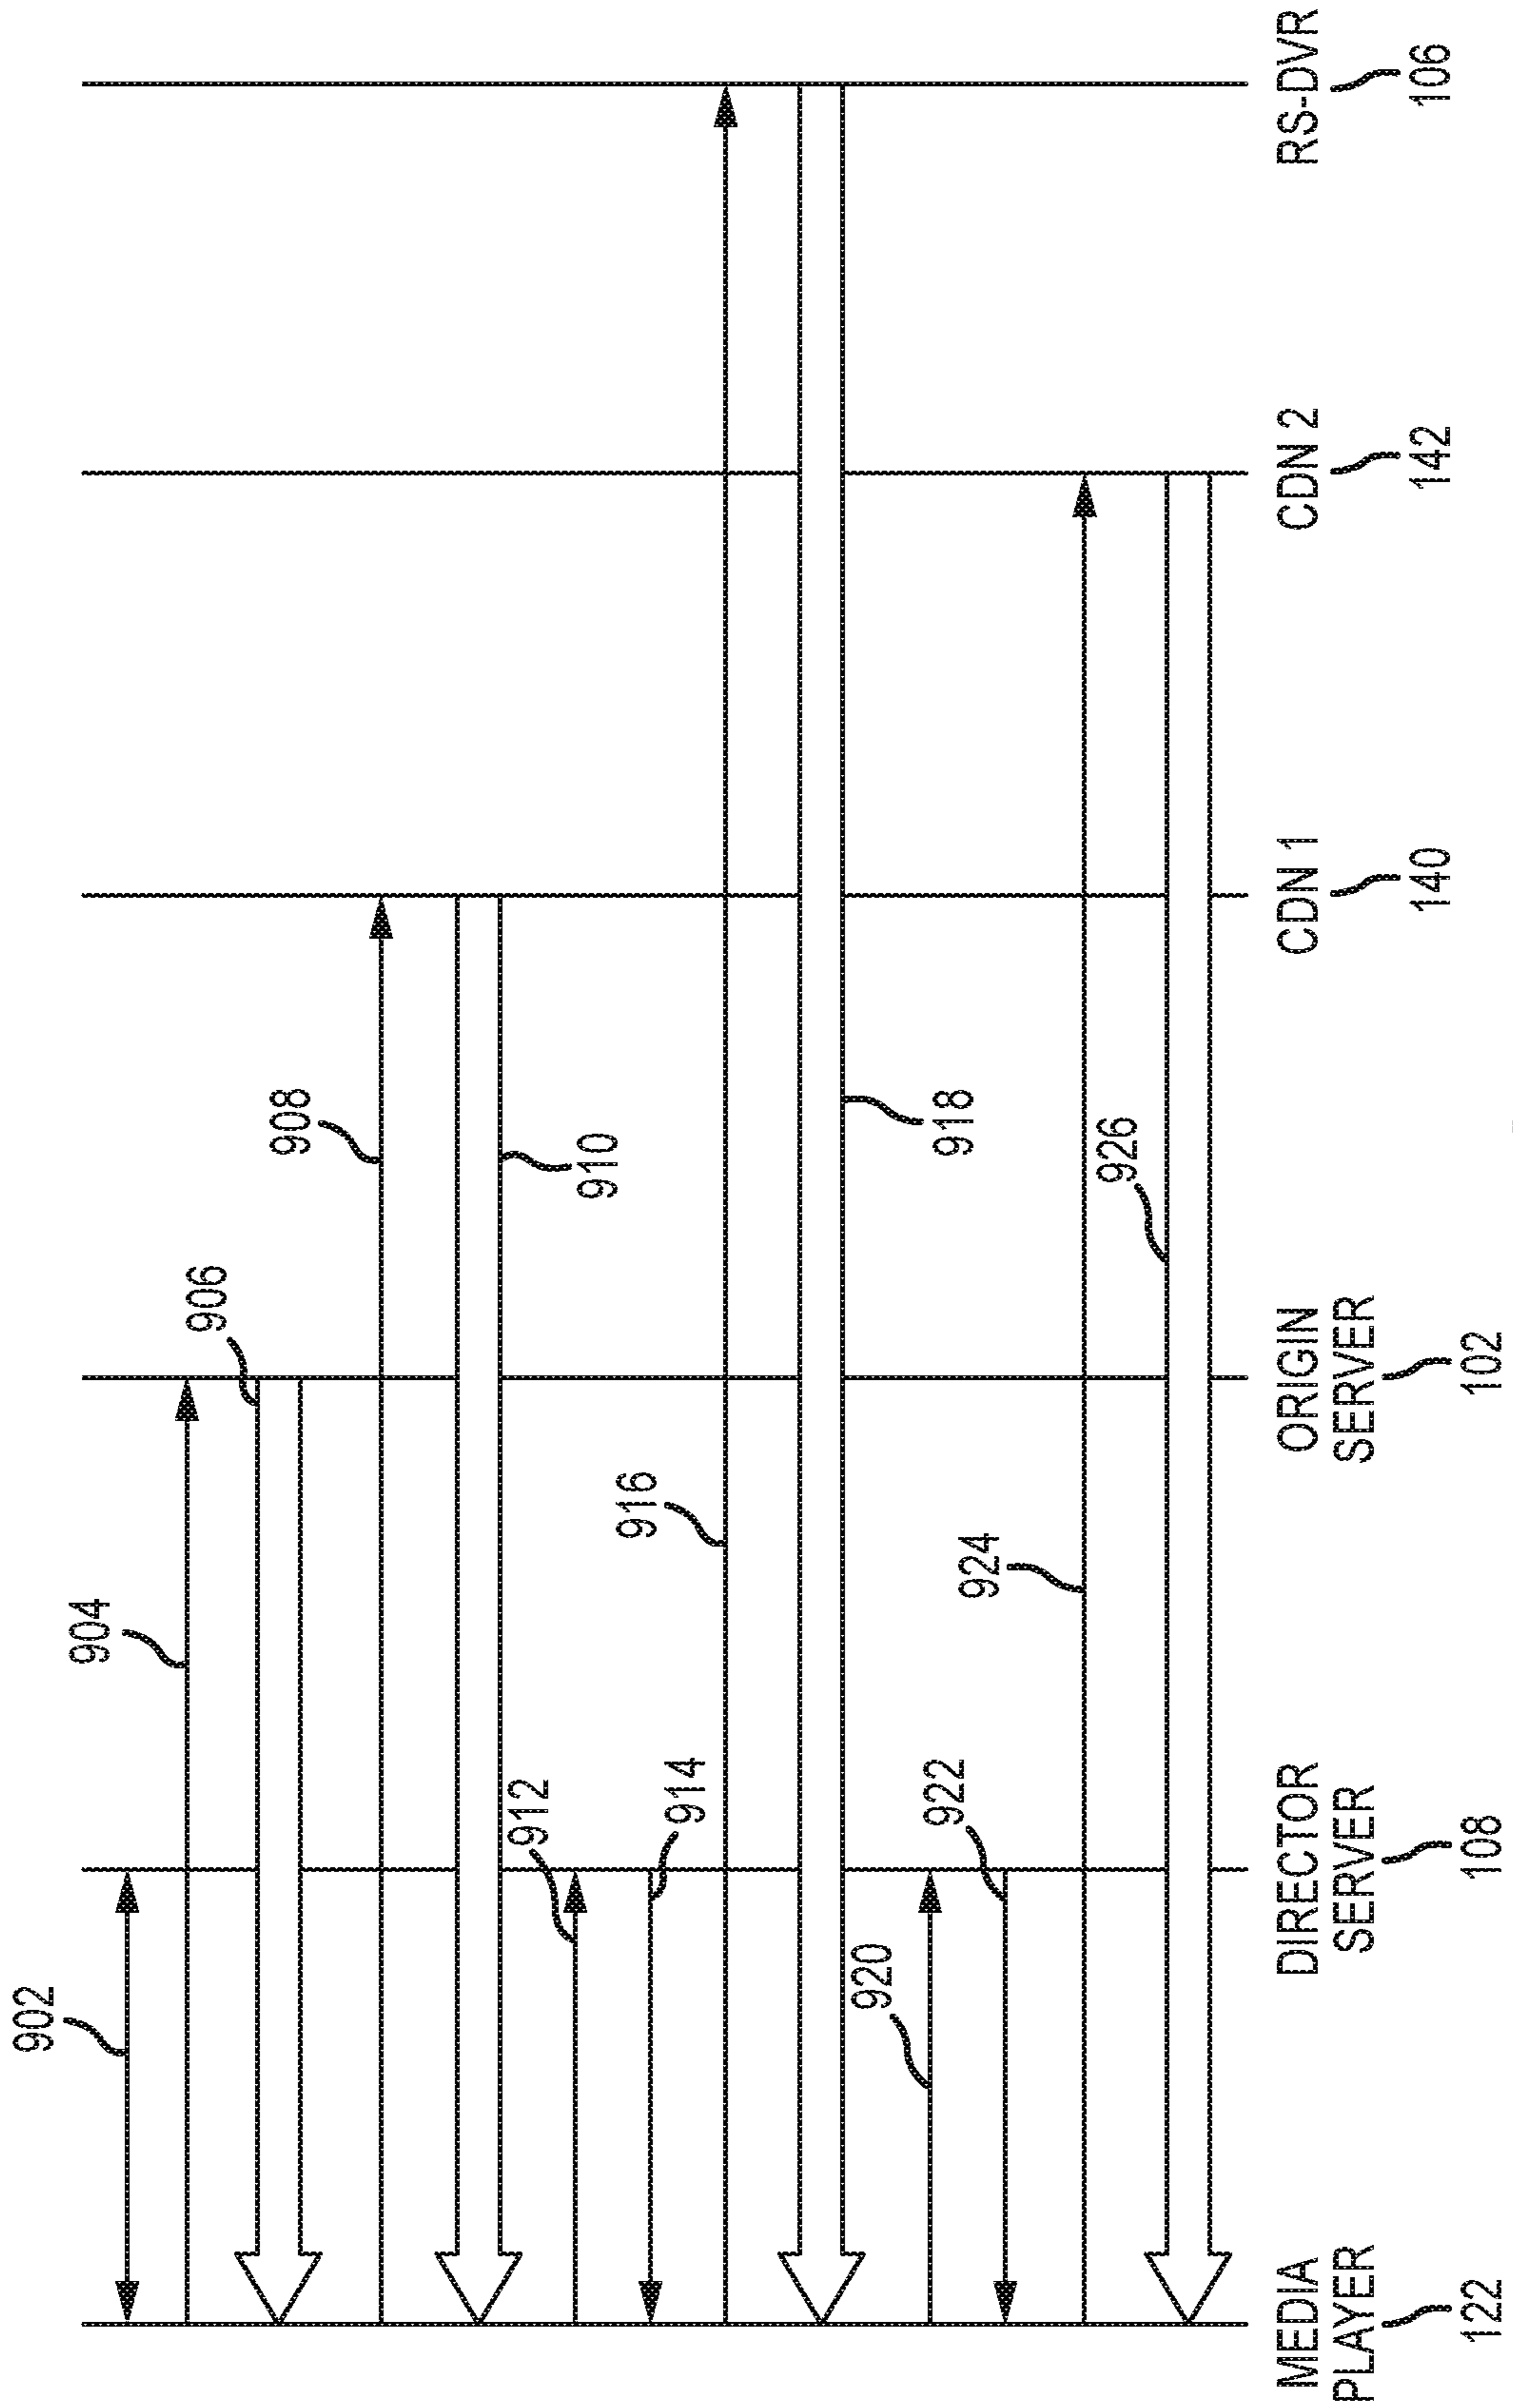 902
904
906
908
910
912
914
916
918
920
922
924
926
MEDIA
PLAYER
122
DIRECTOR
SERVER
108
ORIGIN
SERVER
102
CDN 1
140
CDN 2
142
RS-DVR
106